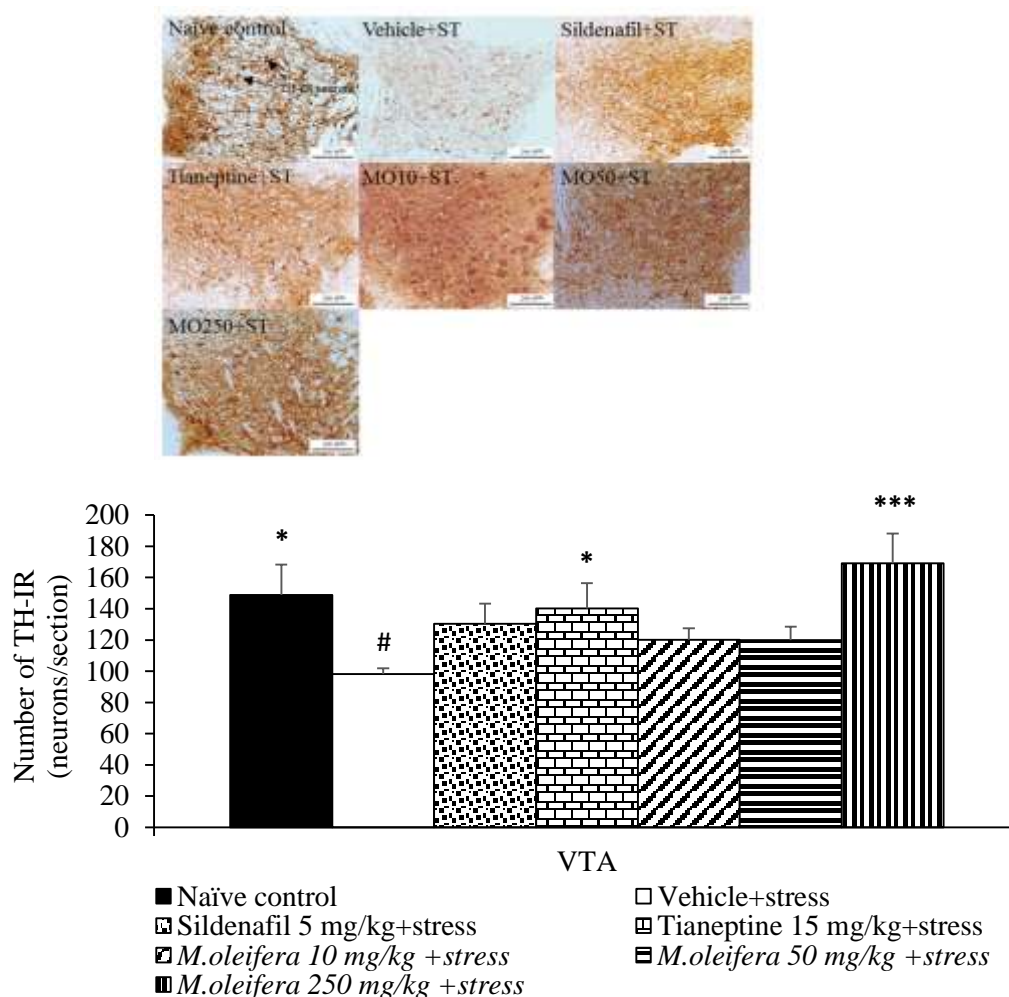 Naïve control
Vehicle+ST
Sildenafil+ST
Tianeptine+ST
MO10+ST
MO50+ST
MO250+ST
***
200
180
160
140
120
100
80
60
40
20
0
*
#
*
Number of TH-IR
(neurons/section)
VTA
Naïve control
Vehicle+stress
Sildenafil 5 mg/kg+stress
Tianeptine 15 mg/kg+stress
M.oleifera 10 mg/kg +stress
M.oleifera 50 mg/kg+stress
M.oleifera 250 mg/kg+stress